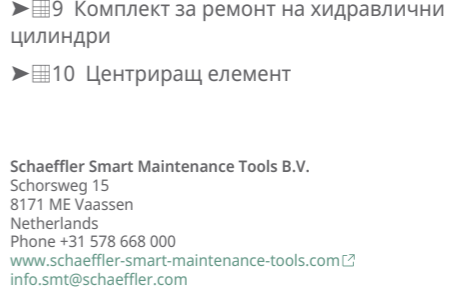 ➤▦9 Комплект за ремонт на хидравлични
цилиндри
➤▦10 Центриращ елемент
Schaeffler Smart Maintenance Tools B.V.
Schorsweg 15
8171 ME Vaassen
Netherlands
Phone +31 578 668 000
www.schaeffler-smart-maintenance-tools.com
info.smt@schaeffler.com